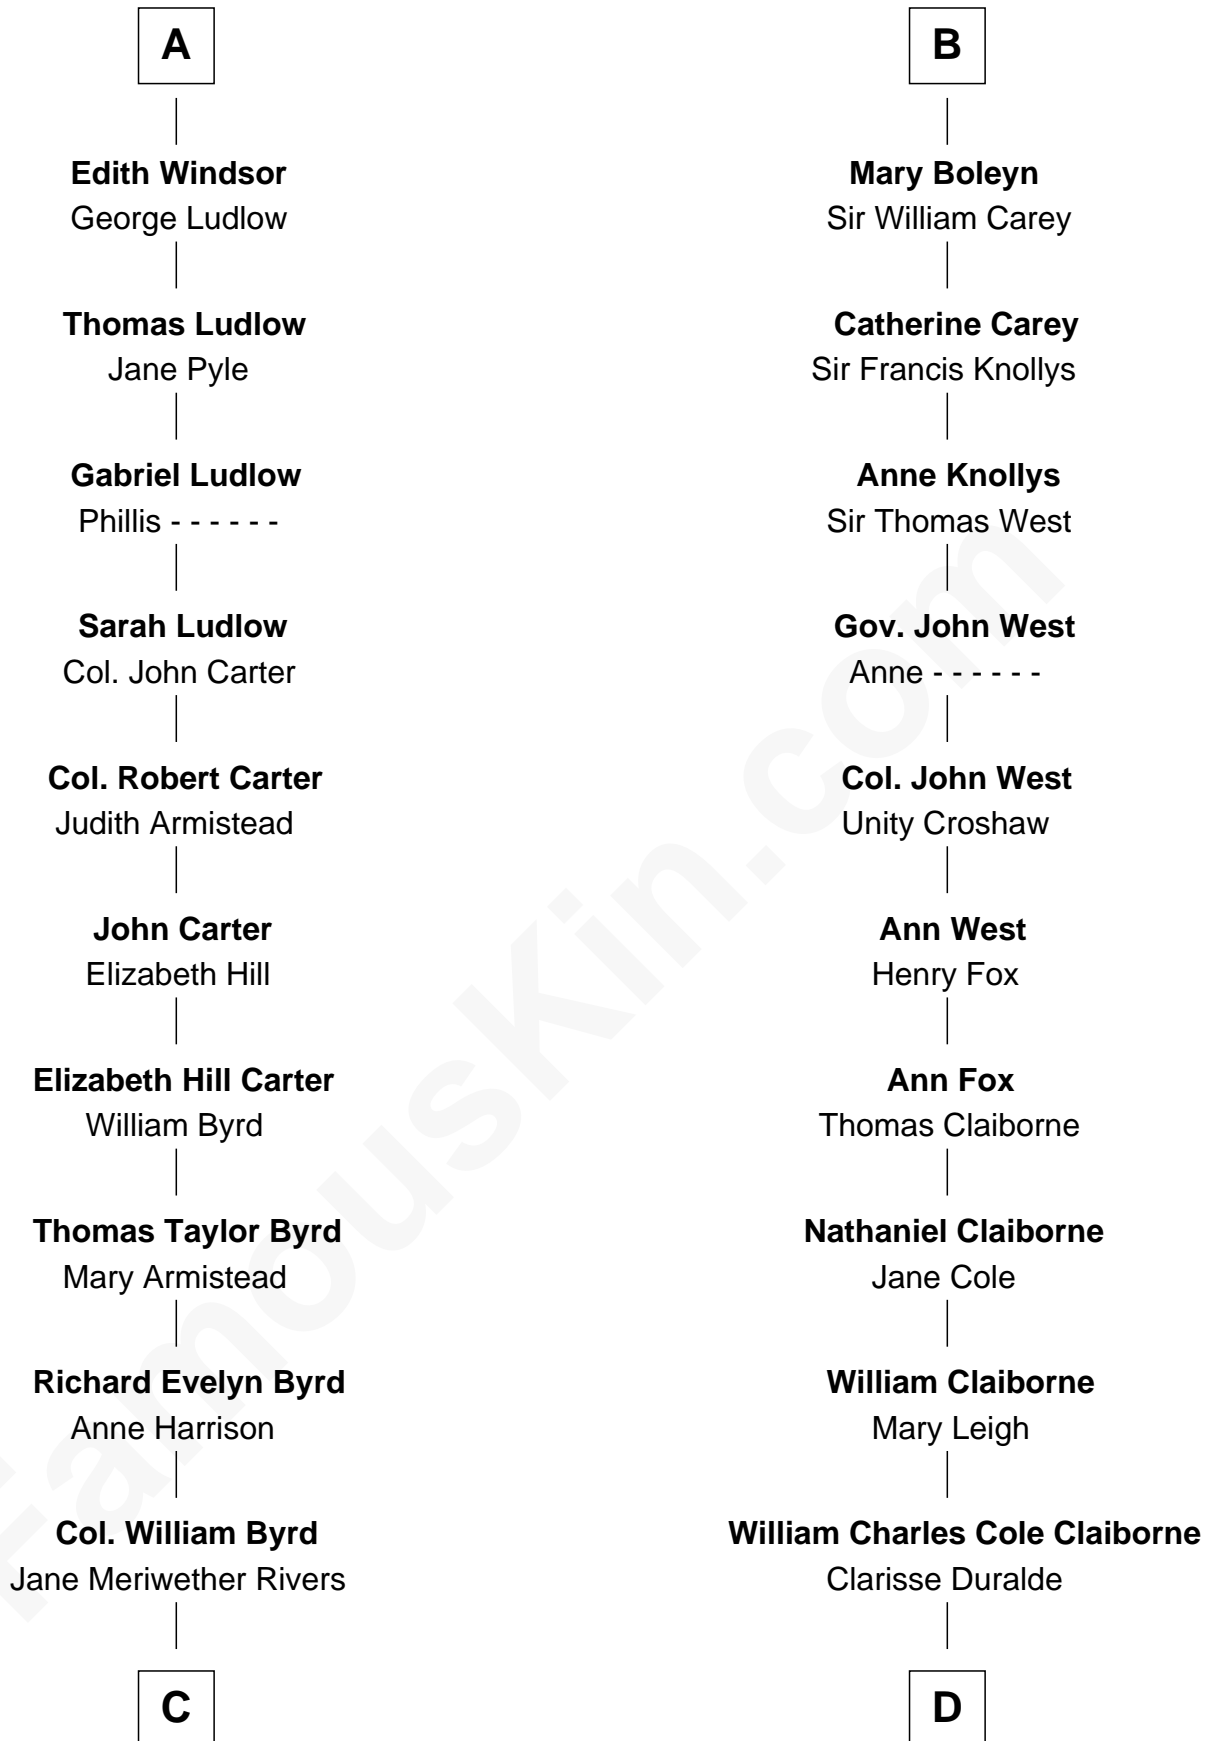 A
Edith Windsor
George Ludlow
Thomas Ludlow
Jane Pyle
Gabriel Ludlow
Phillis - - - - - -
Sarah Ludlow
Col. John Carter
Col. Robert Carter
Judith Armistead
John Carter
Elizabeth Hill
Elizabeth Hill Carter
William Byrd
Thomas Taylor Byrd
Mary Armistead
Richard Evelyn Byrd
Anne Harrison
Col. William Byrd
Jane Meriwether Rivers
C
B
Mary Boleyn
Sir William Carey
Catherine Carey
Sir Francis Knollys
Anne Knollys
Sir Thomas West
Gov. John West
Anne - - - - - -
Col. John West
Unity Croshaw
Ann West
Henry Fox
Ann Fox
Thomas Claiborne
Nathaniel Claiborne
Jane Cole
William Claiborne
Mary Leigh
William Charles Cole Claiborne
Clarisse Duralde
D
FamousKin.com